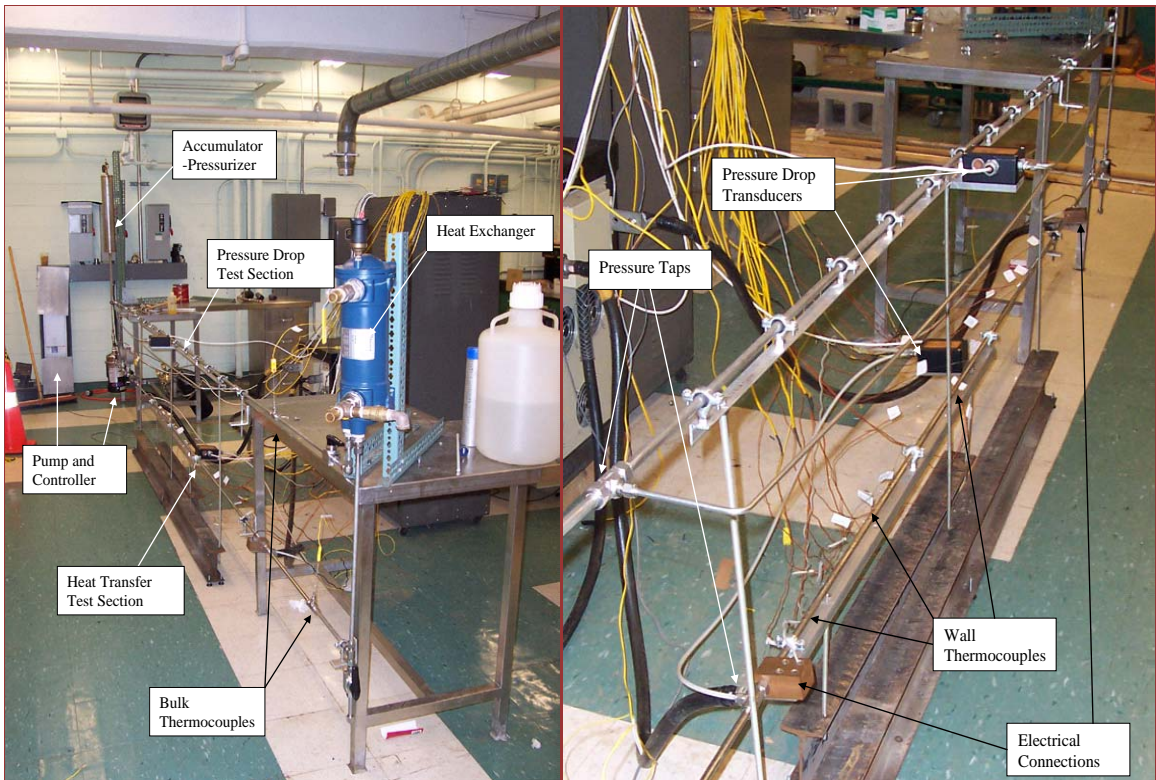 Accumulator
-Pressurizer
Pressure Drop
Test Section
Heat Exchanger
Pump and
Controller
Heat Transfer
Test Section
Bulk
Thermocouples
Pressure Drop
Transducers
Pressure Taps
Wall
Thermocouples
Electrical
Connections